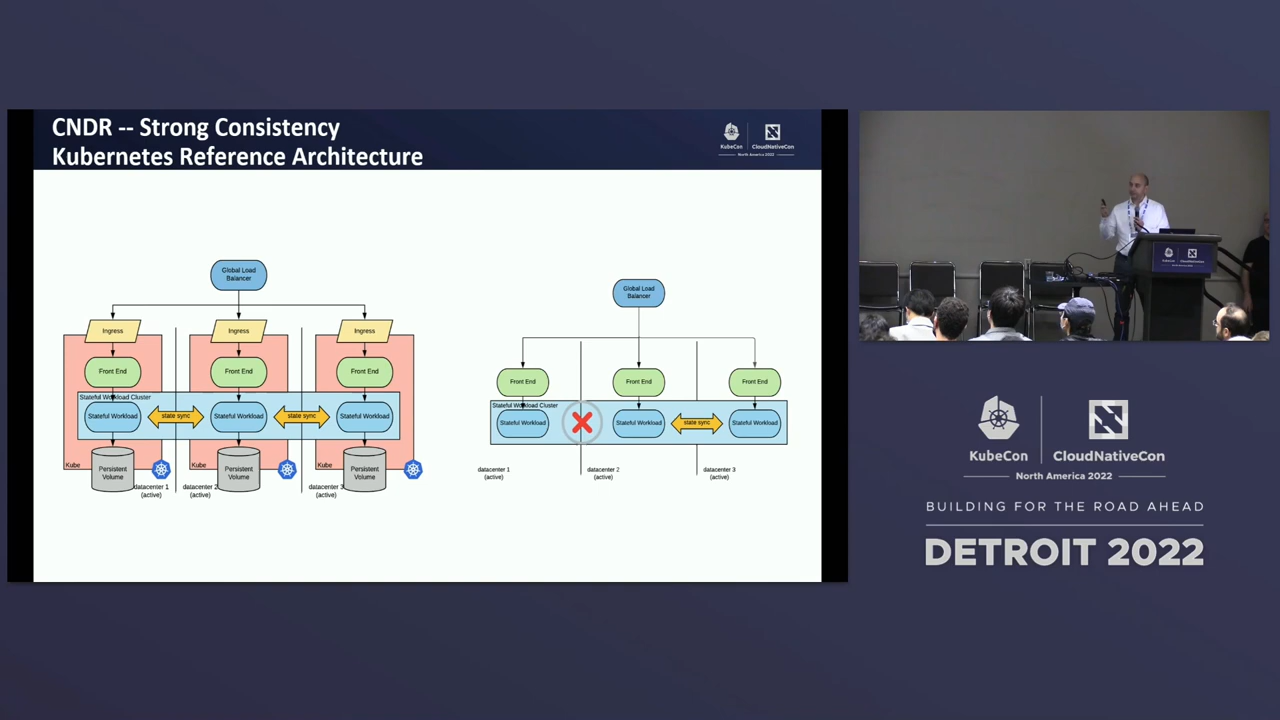 CNDR -- Strong Consistency
Kubernetes Reference Architecture
KubeCon
CloudNativeCon
North America 2022
Global Load
Balancer
Ingress
Ingress
Ingress
Front End
Front End
Front End
Stateful Workload Cluster
Stateful Workload
state sync
Stateful Workload
state sync
Stateful Workload
Kube
Persistent
Volume
Kube
Persistent
Volume
Kube
Persistent
Volume
datacenter 1
(active)
datacenter 2
(active)
datacenter 3
(active)
Global Load
Balancer
Front End
Front End
Front End
Stateful Workload Cluster
Stateful Workload
Stateful Workload
state sync
Stateful Workload
datacenter 1
(active)
datacenter 2
(active)
datacenter 3
(active)
KubeCon
CloudNativeCon
North America 2022
BUILDING FOR THE ROAD AHEAD
DETROIT 2022